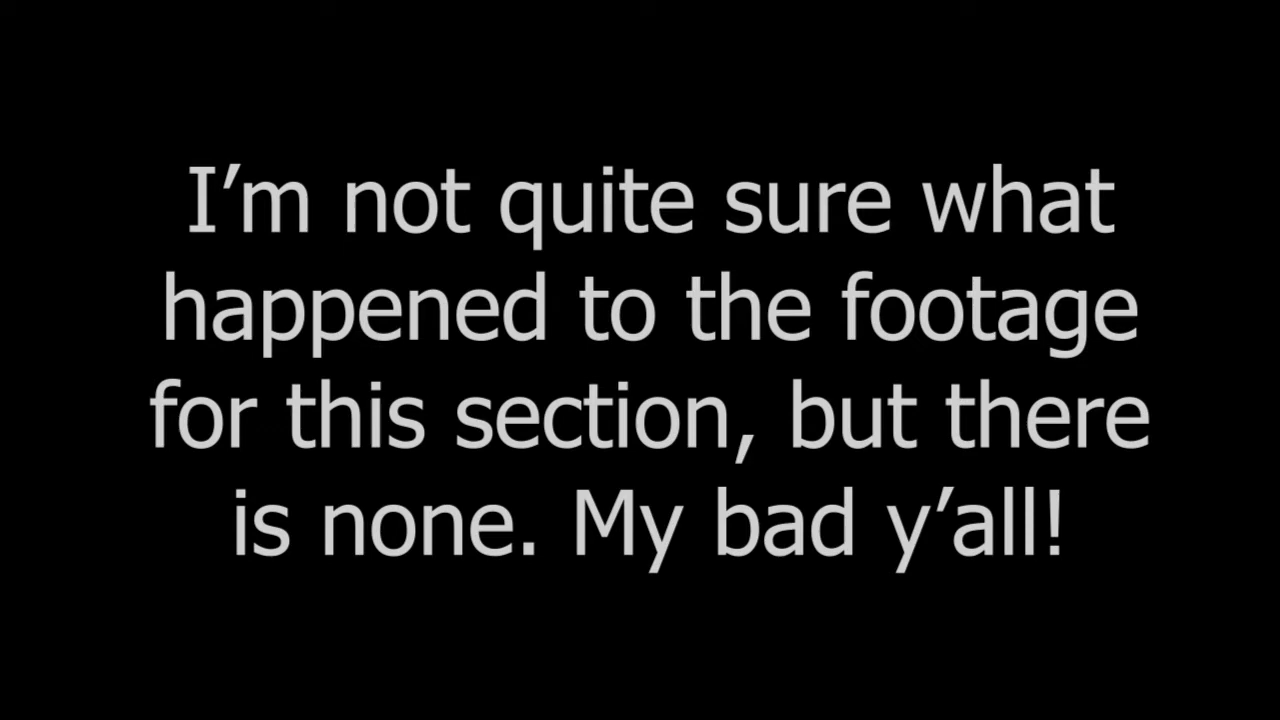 I’m not quite sure what
happened to the footage
for this section, but there
is none. My bad y’all!